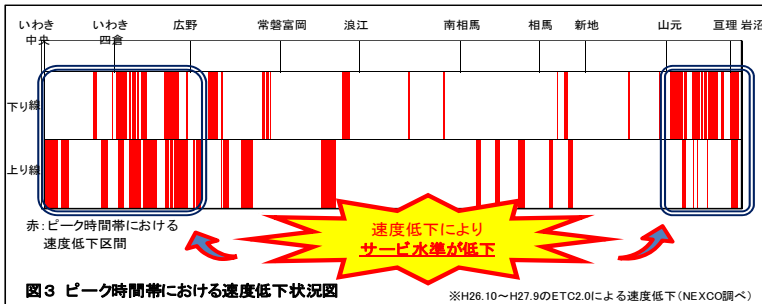 いわき中央 いわき四倉 広野 常磐富岡 浪江 南相馬 相馬 新地 山元 亘理 岩沼
下り線
上り線
赤:ピーク時間帯における
速度低下区間
速度低下により
サービ水準が低下
図3 ピーク時間帯における速度低下状況図
※H26.10~H27.9のETC2.0による速度低下(NEXCO調べ)